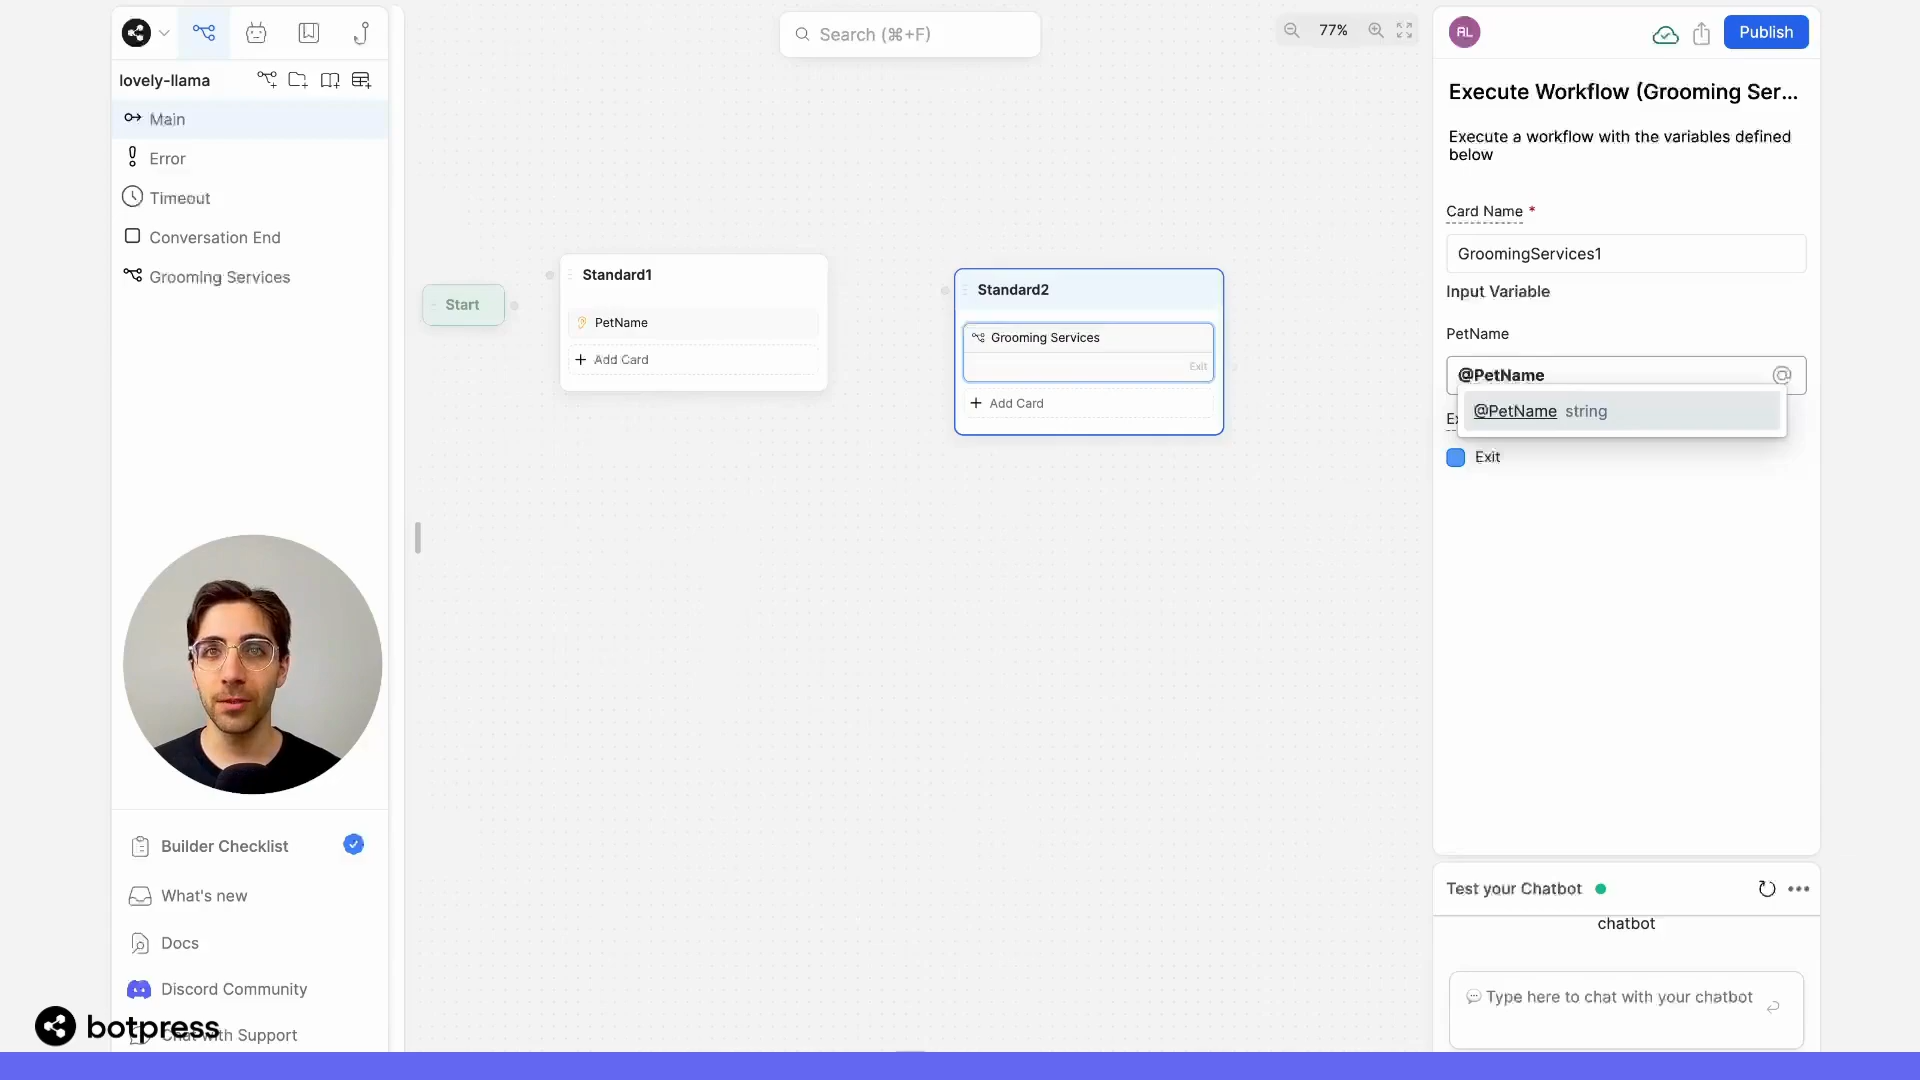 Search (⌘+F)
77%
AL
Publish
lovely-llama
Main
Error
Timeout
Conversation End
Grooming Services
Start
Standard1
PetName
Add Card
Standard2
Grooming Services
Exit
Add Card
Execute Workflow (Grooming Ser...
Execute a workflow with the variables defined
below
Card Name *
GroomingServices1
Input Variable
PetName
@PetName
@PetName string
Exit
Builder Checklist
What's new
Docs
Discord Community
Chat with Support
botpress
Test your Chatbot
chatbot
Type here to chat with your chatbot